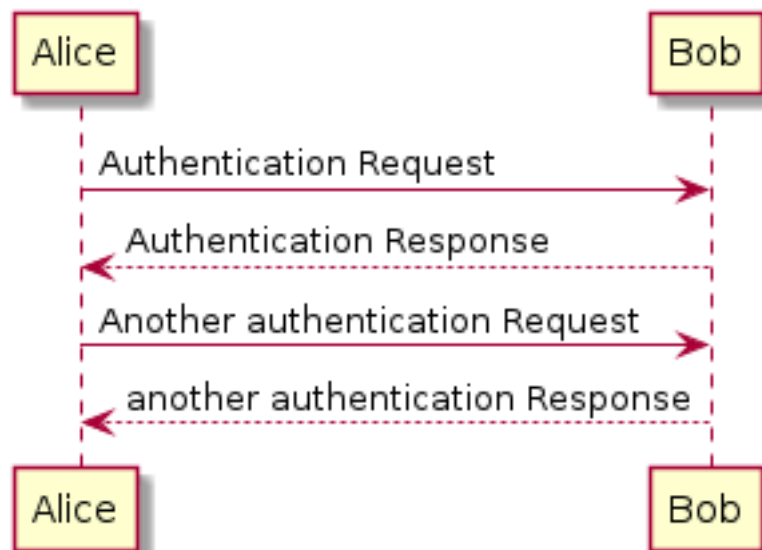 Alice Bob
Authentication Request
Authentication Response
Another authentication Request
another authentication Response
Alice Bob